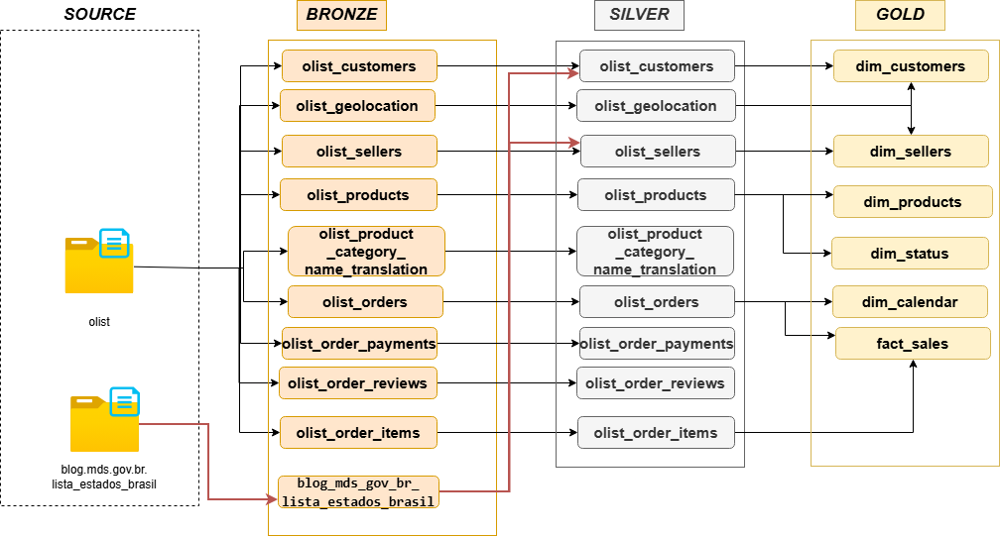 SOURCE
BRONZE
SILVER
GOLD
olist
blog.mds.gov.br.
lista_estados_brasil
olist_customers
olist_geolocation
olist_sellers
olist_products
olist_product
_category_
name_translation
olist_orders
olist_order_payments
olist_order_reviews
olist_order_items
blog_mds_gov_br_
lista_estados_brasil
olist_customers
olist_geolocation
olist_sellers
olist_products
olist_product
_category_
name_translation
olist_orders
olist_order_payments
olist_order_reviews
olist_order_items
dim_customers
dim_sellers
dim_products
dim_status
dim_calendar
fact_sales